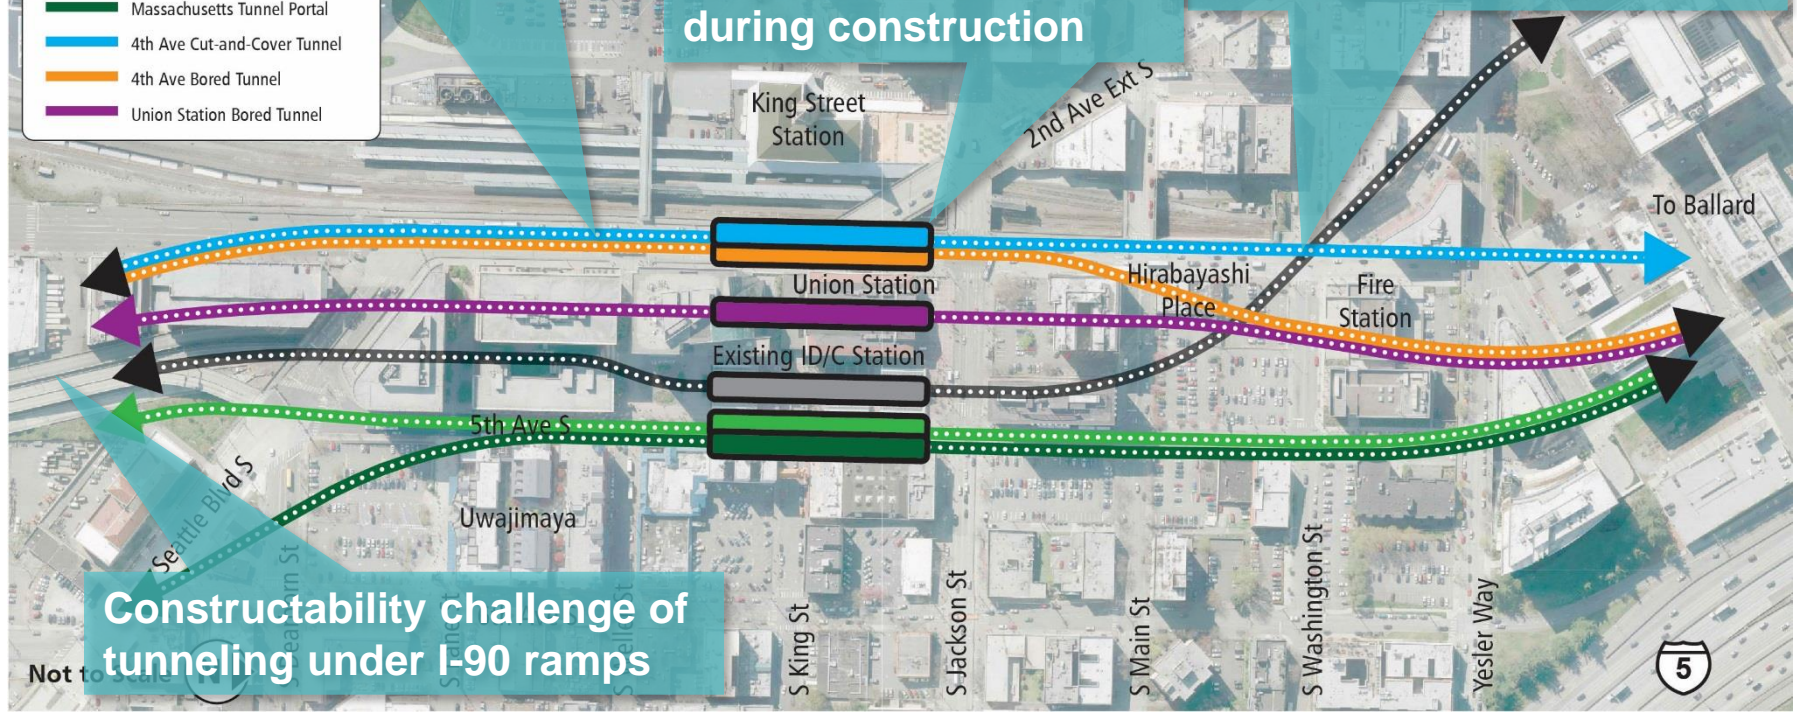 Massachusetts Tunnel Portal
4th Ave Cut-and-Cover Tunnel
4th Ave Bored Tunnel
Union Station Bored Tunnel
during construction
King Street
Station
2nd Ave Ext S
To Ballard
Union Station
Hirabayashi
Place
Fire
Station
Existing ID/C Station
5th Ave S
Uwajimaya
Seattle Blvd S
Constructability challenge of
tunneling under I-90 ramps
S King St
S Jackson St
S Main St
S Washington St
Yesler Way
Not to Scale
N
5